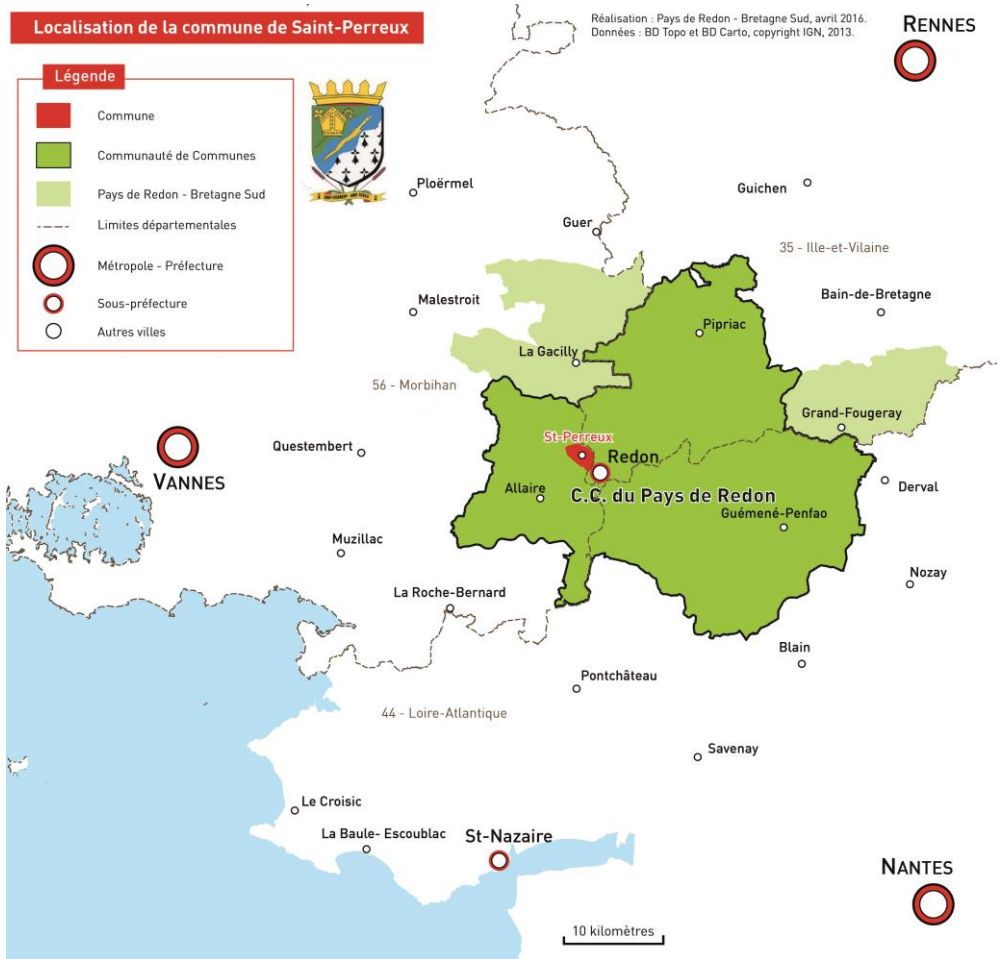 Localisation de la commune de Saint-Perreux
Réalisation : Pays de Redon - Bretagne Sud, avril 2016.
Données : BD Topo et BD Carto, copyright IGN, 2013.
RENNES
Légende
Commune
Communauté de Communes
Pays de Redon - Bretagne Sud
Limites départementales
Métropole - Préfecture
Sous-préfecture
Autres villes
Ploërmel
Guichen
Guer
35 - Ille-et-Vilaine
Malestroit
Bain-de-Bretagne
Pipriac
La Gacilly
56 - Morbihan
Grand-Fougeray
St-Perreux
Questembert
Redon
VANNES
Allaire
C.C. du Pays de Redon
Derval
Guémené-Penfao
Muzillac
Nozay
La Roche-Bernard
Blain
Pontchâteau
44 - Loire-Atlantique
Savenay
Le Croisic
La Baule- Escoublac
St-Nazaire
NANTES
10 kilomètres